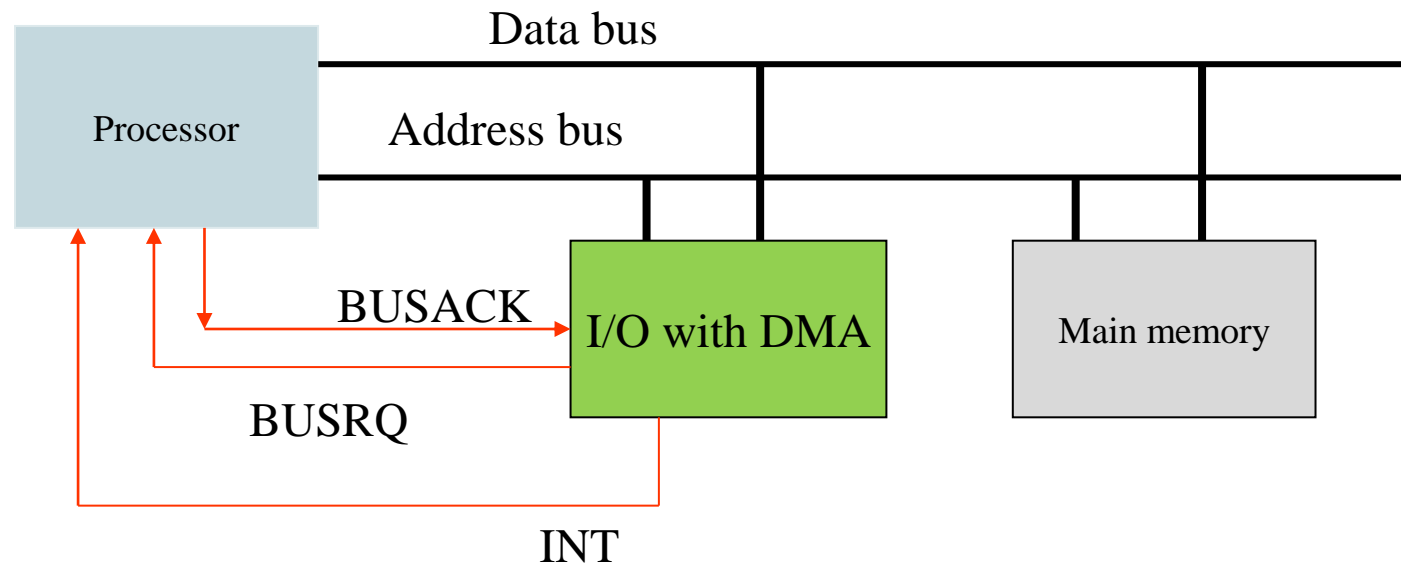 Data bus
Processor
Address bus
BUSACK
I/O with DMA
Main memory
BUSRQ
INT